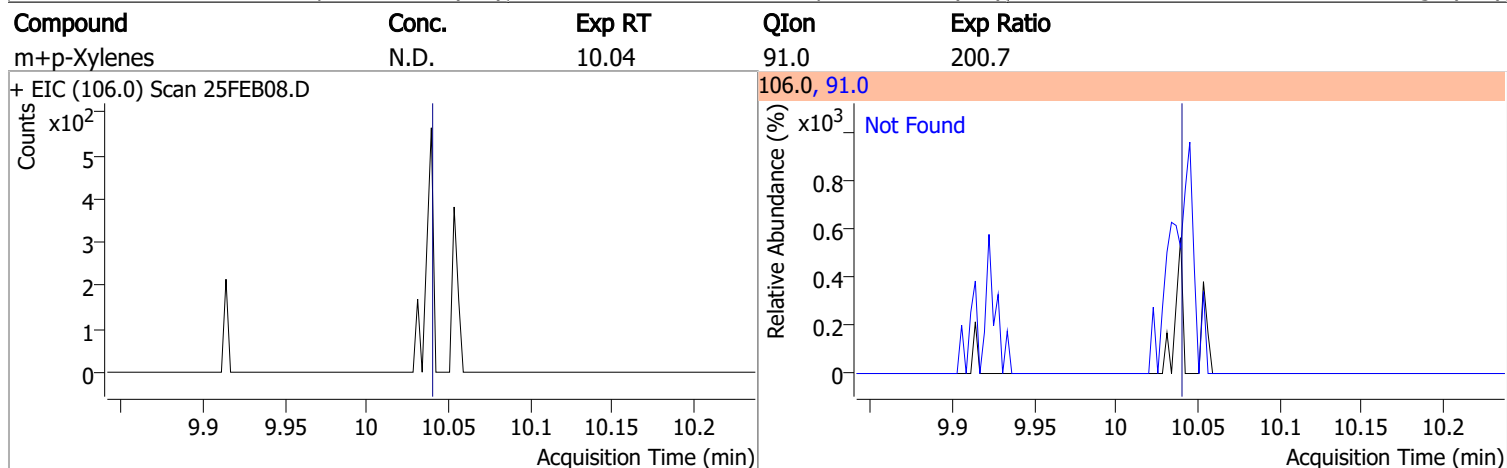 Compound Conc. Exp RT QIon Exp Ratio
m+p-Xylenes N.D. 10.04 91.0 200.7
+ EIC (106.0) Scan 25FEB08.D
Counts
x10²
5
4
3
2
1
0
9.9 9.95 10 10.05 10.1 10.15 10.2
Acquisition Time (min)
106.0, 91.0
Relative Abundance (%)
x10³
Not Found
0.8
0.6
0.4
0.2
0
9.9 9.95 10 10.05 10.1 10.15 10.2
Acquisition Time (min)